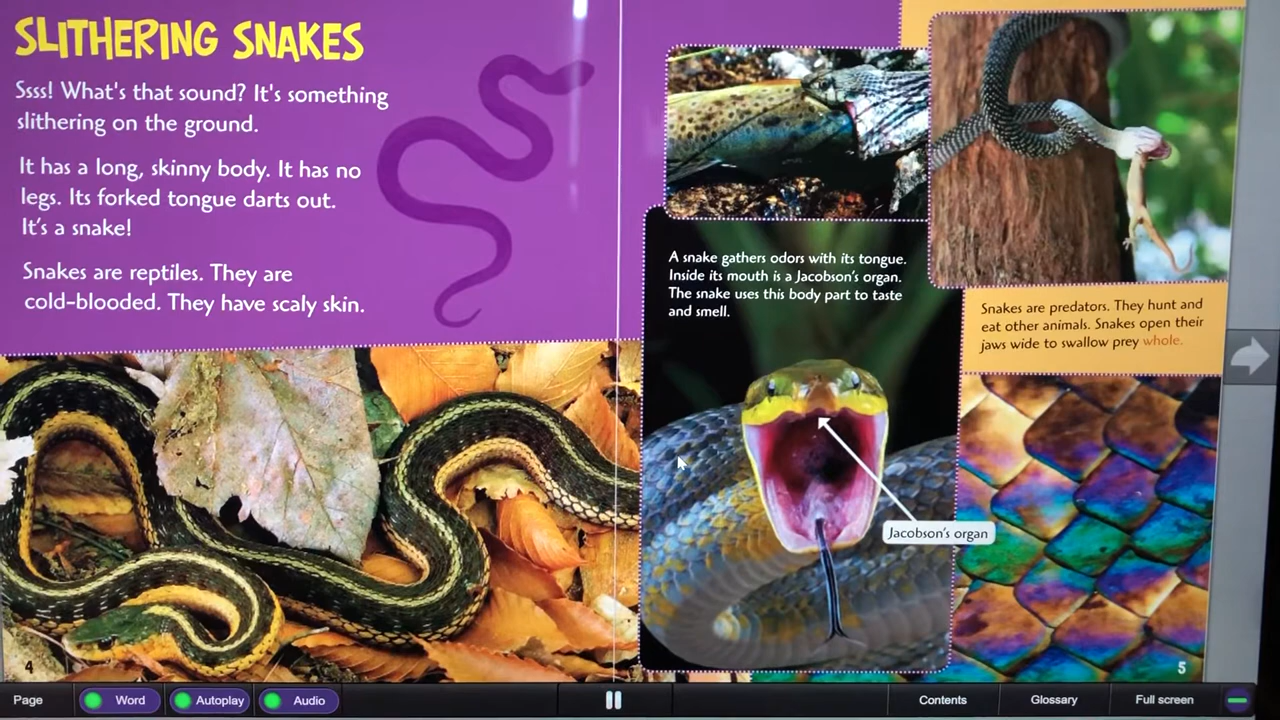 SLITHERING SNAKES
Ssss! What's that sound? It's something
slithering on the ground.
It has a long, skinny body. It has no
legs. Its forked tongue darts out.
It's a snake!
Snakes are reptiles. They are
cold-blooded. They have scaly skin.
4
A snake gathers odors with its tongue.
Inside its mouth is a Jacobson's organ.
The snake uses this body part to taste
and smell.
Jacobson's organ
Snakes are predators. They hunt and
eat other animals. Snakes open their
jaws wide to swallow prey whole.
5
Page
Word
Autoplay
Audio
Contents
Glossary
Full screen